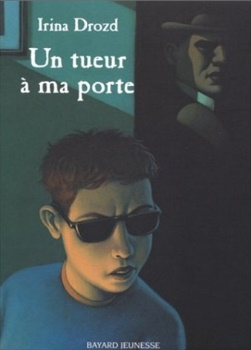 Irina Drozd
Un tueur
à ma porte
BAYARD JEUNESSE